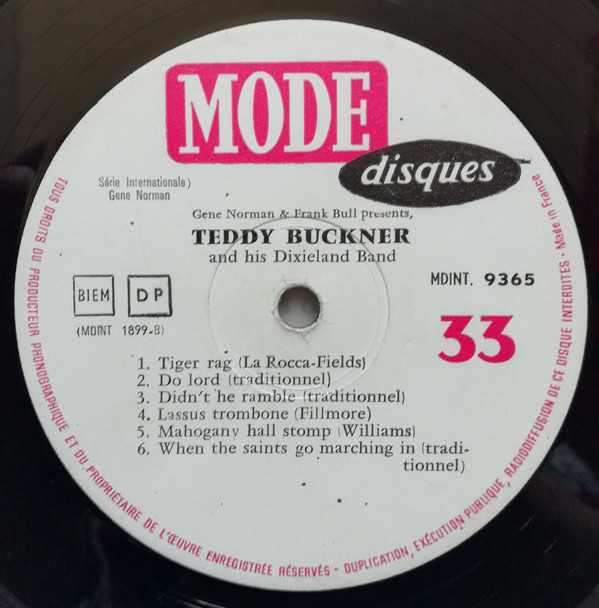 MODE
disques
Série Internationale)
Gene Norman
Gene Norman & Frank Bull presents,
TEDDY BUCKNER
and his Dixieland Band
BIEM
DP
(MDINT 1899-B)
MDINT. 9365
33
1. Tiger rag (La Rocca-Fields)
2. Do lord (traditionnel)
3. Didn't he ramble (traditionnel)
4. Lassus trombone (Fillmore)
5. Mahogany hall stomp (Williams)
6. When the saints go marching in (tradi-
tionnel)
TOUS DROITS DU PRODUCTEUR PHONOGRAPHIQUE ET DU PROPRIÉTAIRE DE L'ŒUVRE ENREGISTRÉE RÉSERVÉS - DUPLICATION, EXÉCUTION PUBLIQUE, RADIODIFFUSION DE CE DISQUE INTERDITES - Made in France